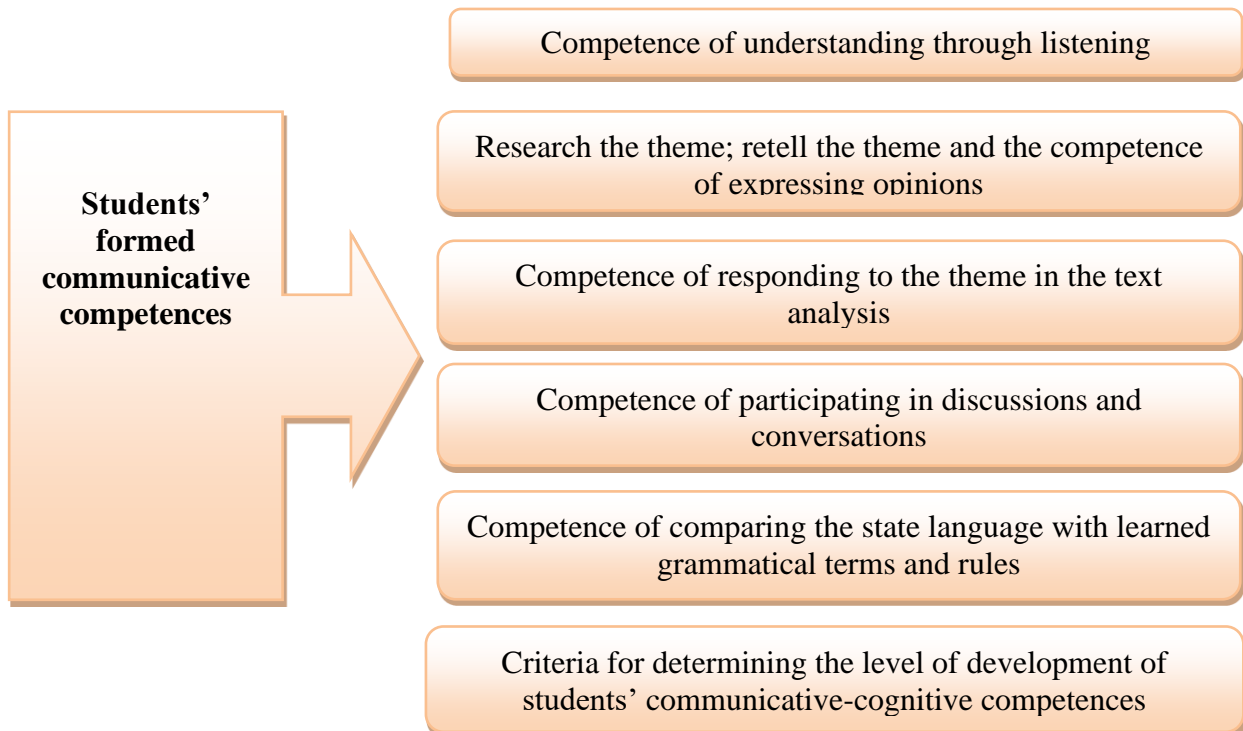 Students’
formed
communicative
competences
Competence of understanding through listening
Research the theme; retell the theme and the competence
of expressing opinions
Competence of responding to the theme in the text
analysis
Competence of participating in discussions and
conversations
Competence of comparing the state language with learned
grammatical terms and rules
Criteria for determining the level of development of
students’ communicative-cognitive competences